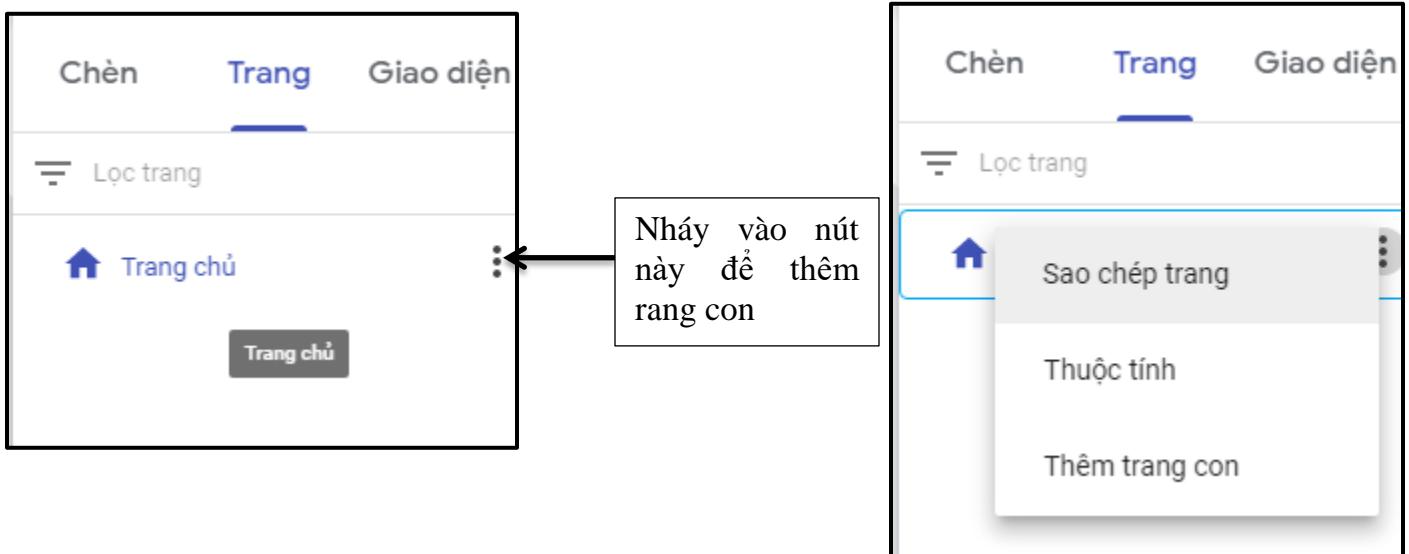 Chèn Trang Giao diện
Lọc trang
Trang chủ
Trang chủ
Nháy vào nút
này để thêm
rang con
Chèn Trang Giao diện
Lọc trang
Sao chép trang
Thuộc tính
Thêm trang con